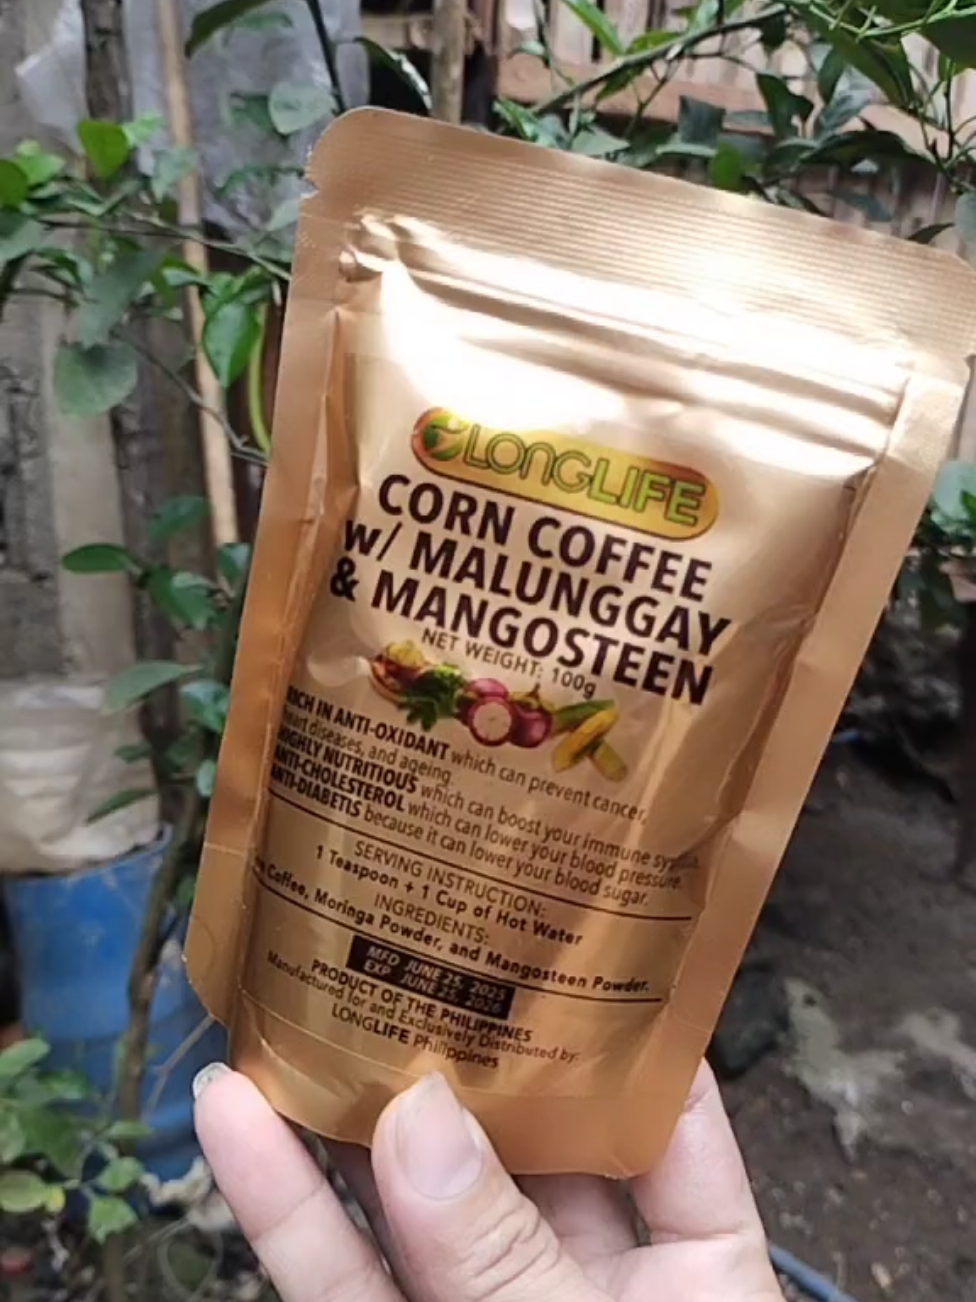 LONGLIFE
CORN COFFEE
w/ MALUNGGAY
& MANGOSTEEN
NET WEIGHT: 100g
RICH IN ANTI-OXIDANT which can prevent cancer,
heart diseases, and ageing.
HIGHLY NUTRITIOUS which can boost your immune
ANTI-CHOLESTEROL which can lower your blood pressure.
ANTI-DIABETIS because it can lower your blood sugar.
SERVING INSTRUCTION:
1 Teaspoon + 1 Cup of Hot Water
INGREDIENTS:
Coffee, Moringa Powder, and Mangosteen Powder.
MFD JUNE 25, 2025
EXP JUNE 25, 2026
PRODUCT OF THE PHILIPPINES
Manufactured for and Exclusively Distributed by:
LONGLIFE Philippines